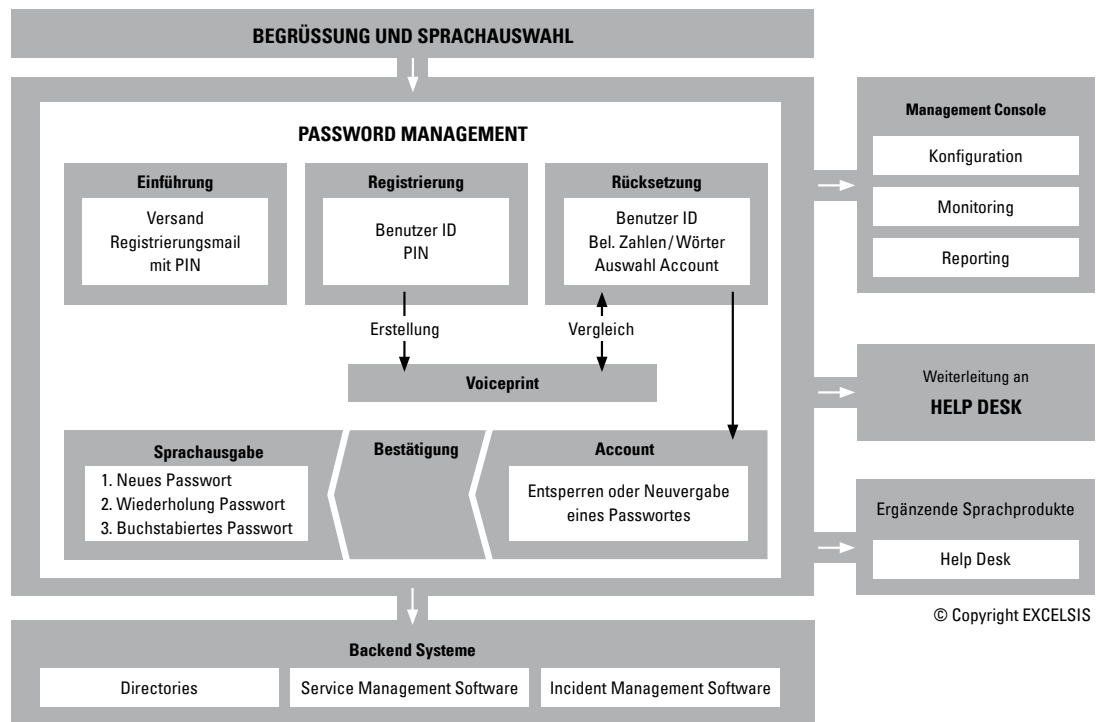 BEGRÜSSUNG UND SPRACHAUSWAHL
PASSWORD MANAGEMENT
Einführung
Versand
Registrierungsmail
mit PIN
Registrierung
Benutzer ID
PIN
Rücksetzung
Benutzer ID
Bel. Zahlen/Wörter
Auswahl Account
Erstellung
Vergleich
Voiceprint
Sprachausgabe
1. Neues Passwort
2. Wiederholung Passwort
3. Buchstabiertes Passwort
Bestätigung
Account
Entsperren oder Neuvergabe
eines Passwortes
Management Console
Konfiguration
Monitoring
Reporting
Weiterleitung an
HELP DESK
Ergänzende Sprachprodukte
Help Desk
© Copyright EXCELSIS
Backend Systeme
Directories
Service Management Software
Incident Management Software